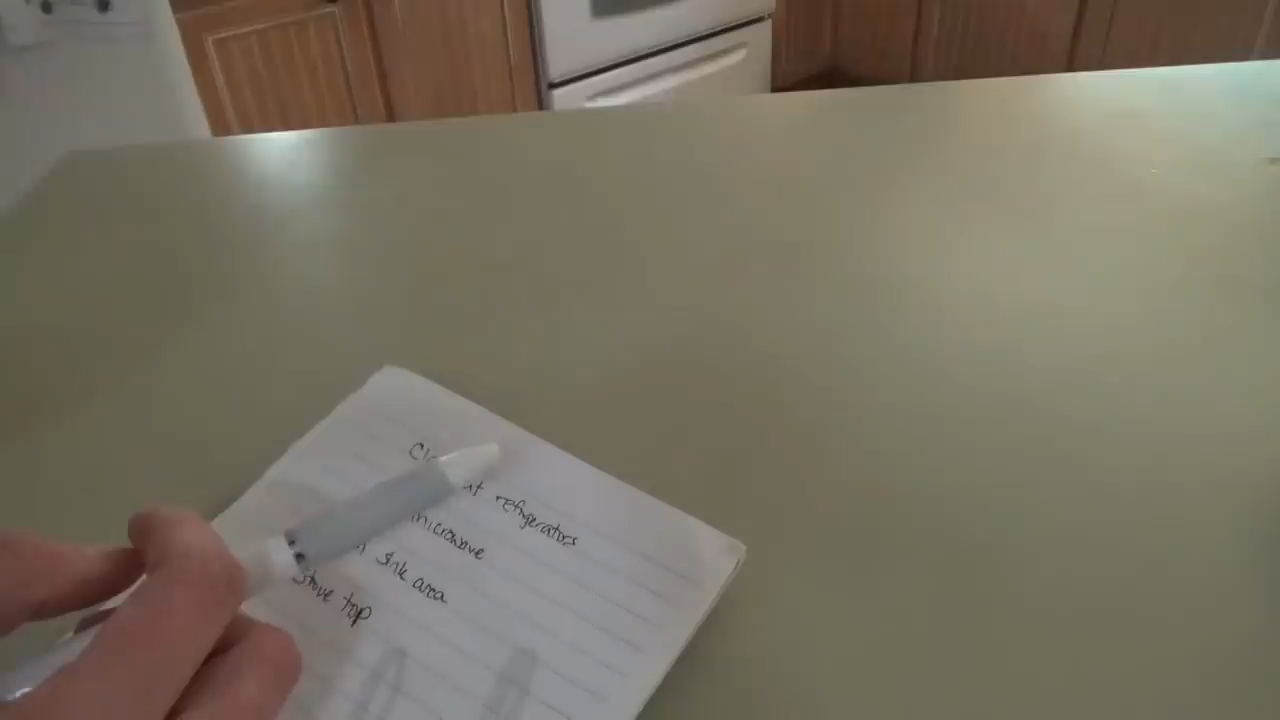 refrigerators
microwave
sink area
stove top